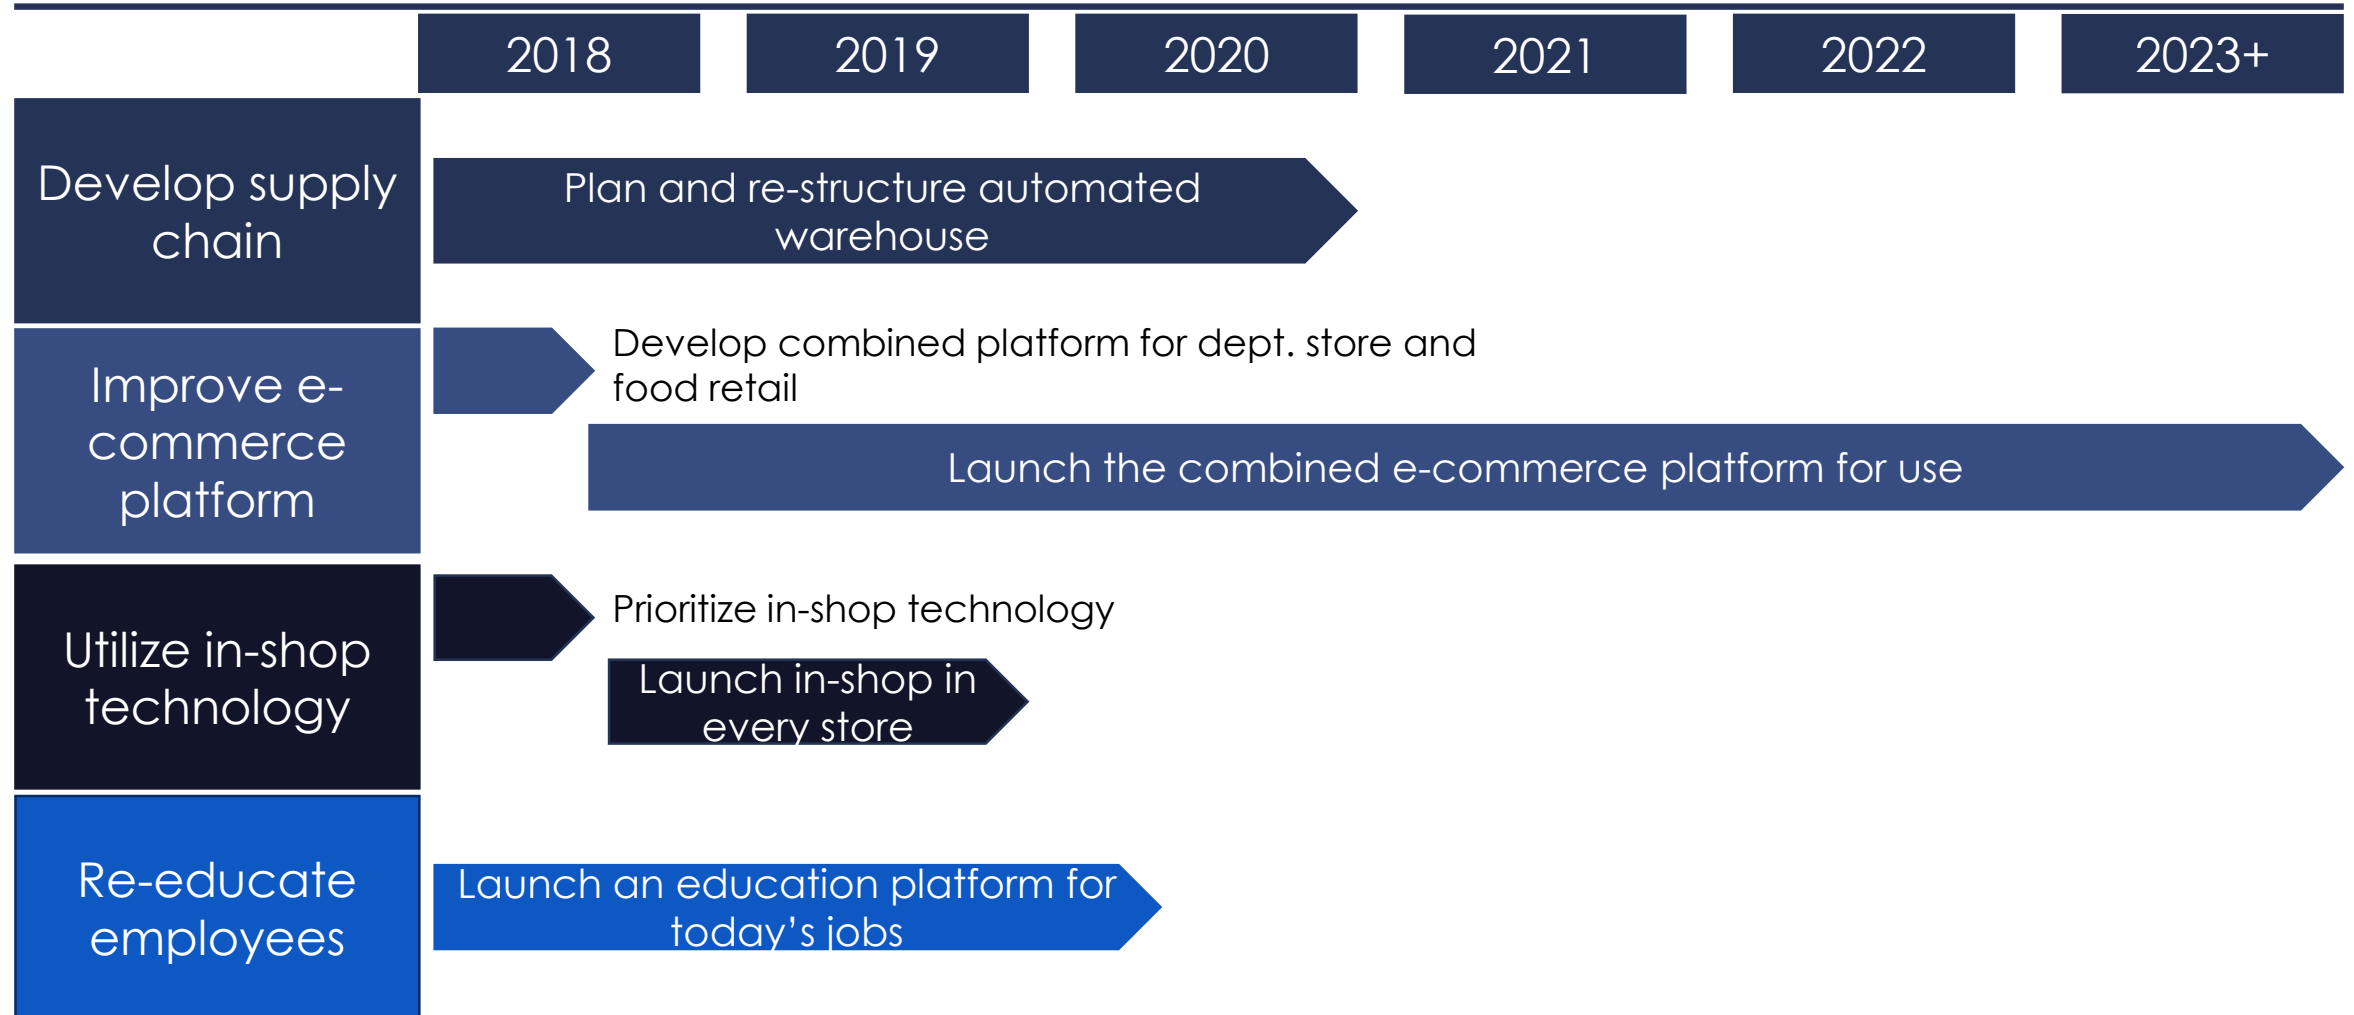 2018
2019
2020
2021
2022
2023+
Develop supply
chain
Plan and re-structure automated
warehouse
Improve e-
commerce
platform
Develop combined platform for dept. store and
food retail
Launch the combined e-commerce platform for use
Utilize in-shop
technology
Prioritize in-shop technology
Launch in-shop in
every store
Re-educate
employees
Launch an education platform for
today’s jobs